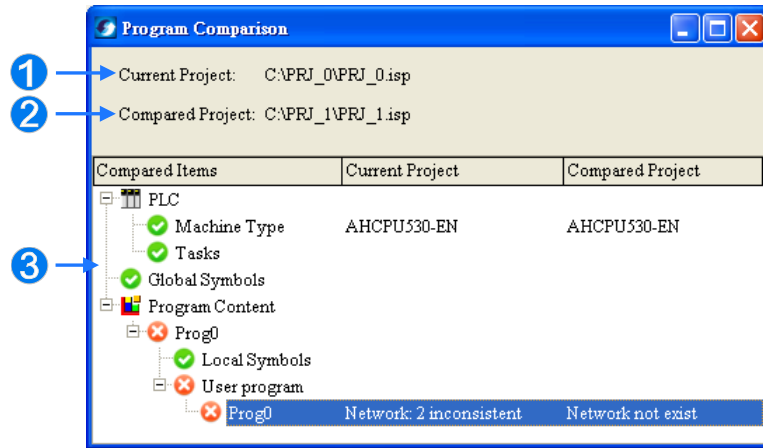 Program Comparison
1 Current Project: C:\PRJ_0\PRJ_0.isp
2 Compared Project: C:\PRJ_1\PRJ_1.isp
Compared Items Current Project Compared Project
PLC
Machine Type AHCPU530-EN AHCPU530-EN
Tasks
3 Global Symbols
Program Content
Prog0
Local Symbols
User program
Prog0 Network: 2 inconsistent Network not exist